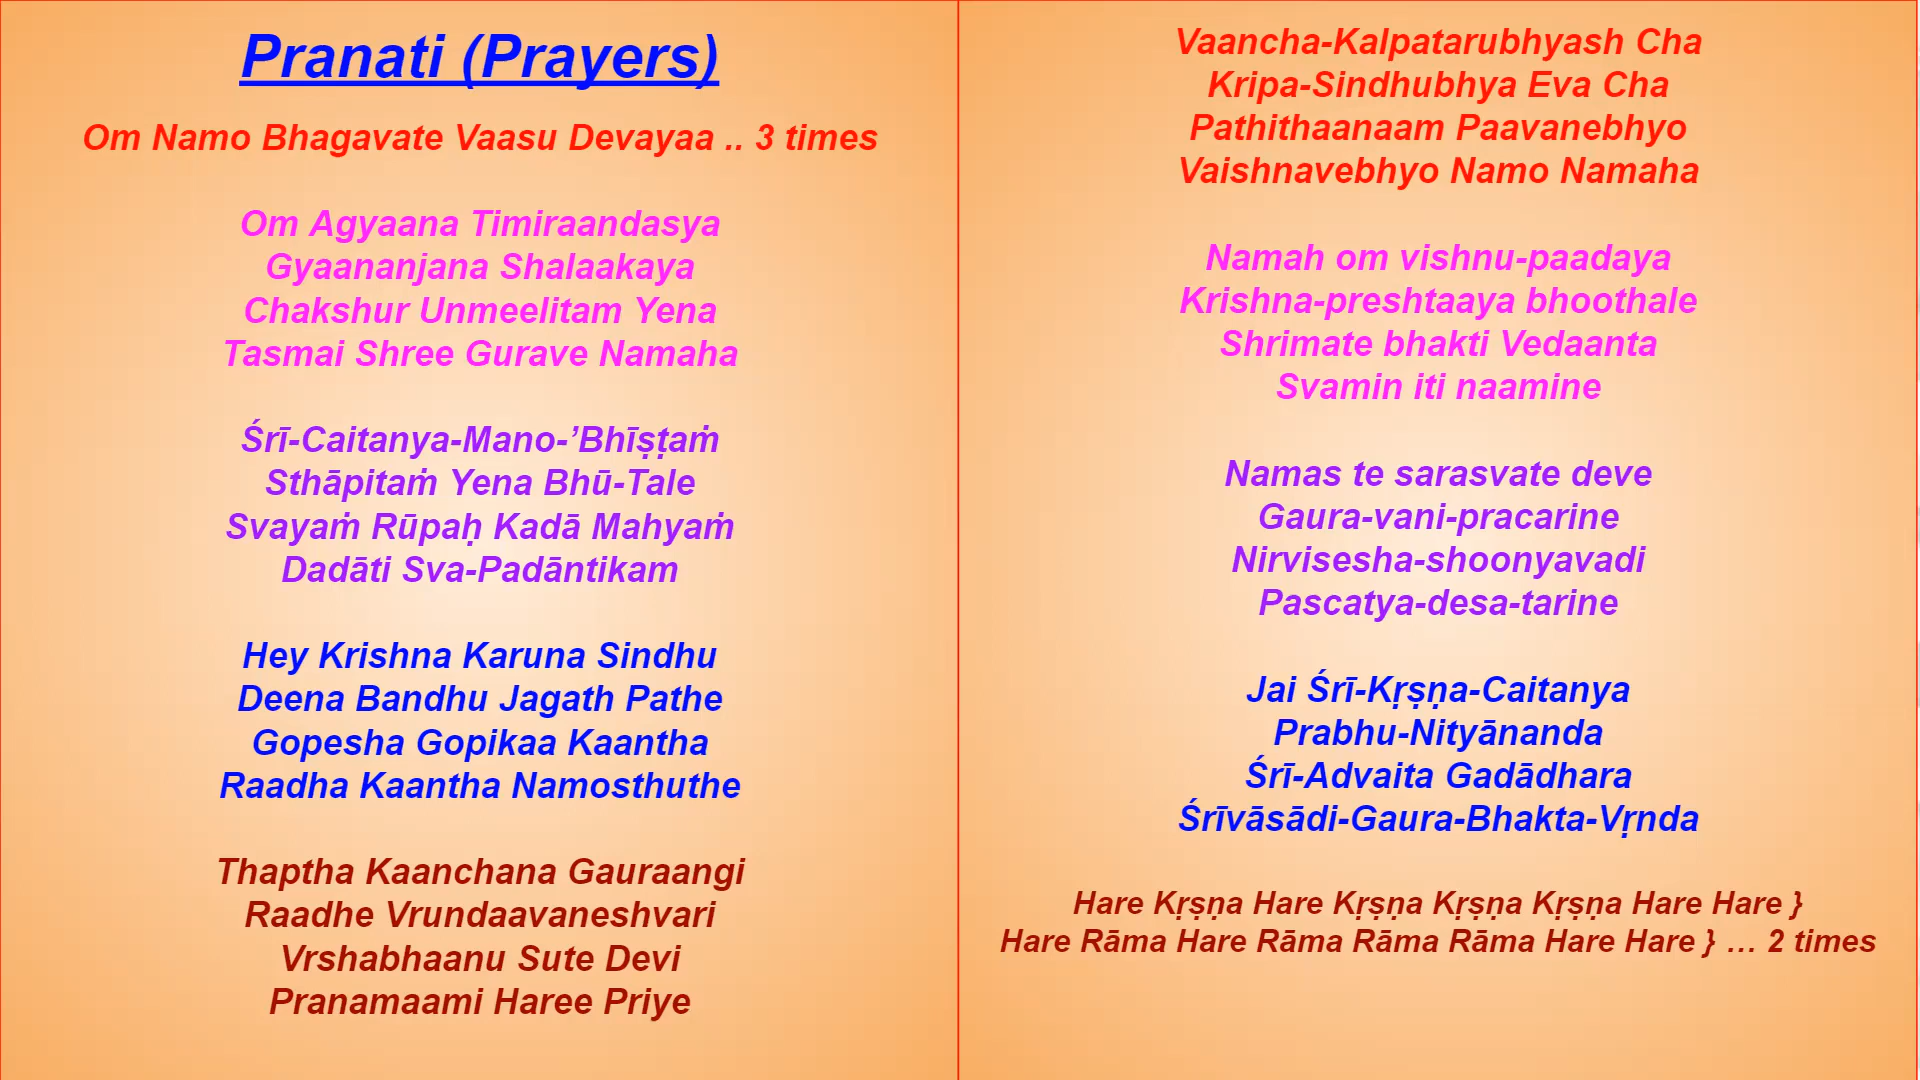 Pranati (Prayers)
Om Namo Bhagavate Vaasu Devayaa .. 3 times
Om Agyaana Timiraandasya
Gyaananjana Shalaakaya
Chakshur Unmeelitam Yena
Tasmai Shree Gurave Namaha
Śrī-Caitanya-Mano-’Bhīṣṭaṁ
Sthāpitaṁ Yena Bhū-Tale
Svayaṁ Rūpaḥ Kadā Mahyaṁ
Dadāti Sva-Padāntikam
Hey Krishna Karuna Sindhu
Deena Bandhu Jagath Pathe
Gopesha Gopikaa Kaantha
Raadha Kaantha Namosthuthe
Thaptha Kaanchana Gauraangi
Raadhe Vrundaavaneshvari
Vrshabhaanu Sute Devi
Pranamaami Haree Priye
Vaancha-Kalpatarubhyash Cha
Kripa-Sindhubhya Eva Cha
Pathithaanaam Paavanebhyo
Vaishnavebhyo Namo Namaha
Namah om vishnu-paadaya
Krishna-preshtaaya bhoothale
Shrimate bhakti Vedaanta
Svamin iti naamine
Namas te sarasvate deve
Gaura-vani-pracarine
Nirvisesha-shoonyavadi
Pascatya-desa-tarine
Jai Śrī-Kṛṣṇa-Caitanya
Prabhu-Nityānanda
Śrī-Advaita Gadādhara
Śrīvāsādi-Gaura-Bhakta-Vṛnda
Hare Kṛṣṇa Hare Kṛṣṇa Kṛṣṇa Kṛṣṇa Hare Hare }
Hare Rāma Hare Rāma Rāma Rāma Hare Hare } … 2 times